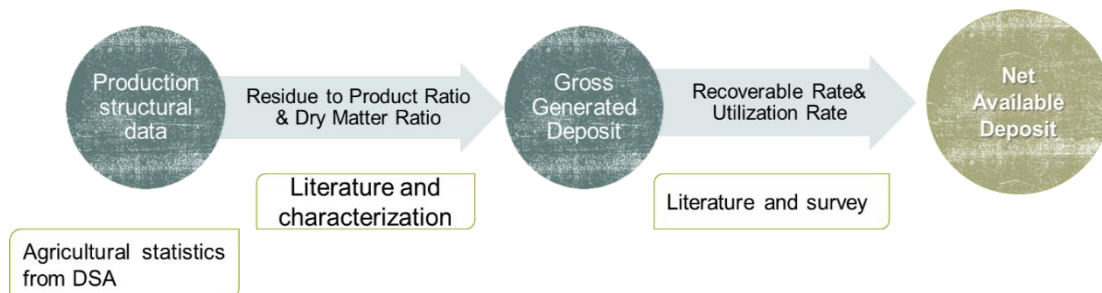 Production
structural
data
Residue to Product Ratio
& Dry Matter Ratio
Gross
Generated
Deposit
Recoverable Rate&
Utilization Rate
Net
Available
Deposit
Literature and
characterization
Literature and survey
Agricultural statistics
from DSA